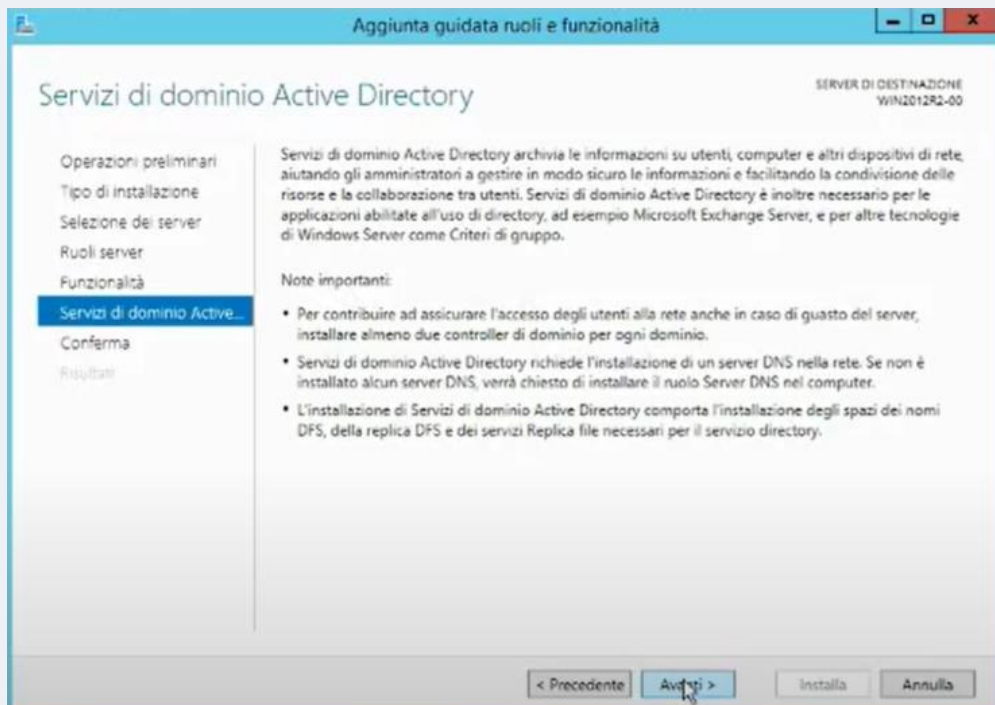 Aggiunta guidata ruoli e funzionalità
Servizi di dominio Active Directory
SERVER DI DESTINAZIONE
WIN2012R2-00
Operazioni preliminari
Tipo di installazione
Selezione dei server
Ruoli server
Funzionalità
Servizi di dominio Active...
Conferma
Risultati
Servizi di dominio Active Directory archivia le informazioni su utenti, computer e altri dispositivi di rete,
aiutando gli amministratori a gestire in modo sicuro le informazioni e facilitando la condivisione delle
risorse e la collaborazione tra utenti. Servizi di dominio Active Directory è inoltre necessario per le
applicazioni abilitate all'uso di directory, ad esempio Microsoft Exchange Server, e per altre tecnologie
di Windows Server come Criteri di gruppo.
Note importanti:
• Per contribuire ad assicurare l'accesso degli utenti alla rete anche in caso di guasto del server,
installare almeno due controller di dominio per ogni dominio.
• Servizi di dominio Active Directory richiede l'installazione di un server DNS nella rete. Se non è
installato alcun server DNS, verrà chiesto di installare il ruolo Server DNS nel computer.
• L'installazione di Servizi di dominio Active Directory comporta l'installazione degli spazi dei nomi
DFS, della replica DFS e dei servizi Replica file necessari per il servizio directory.
< Precedente
Avanti >
Installa
Annulla